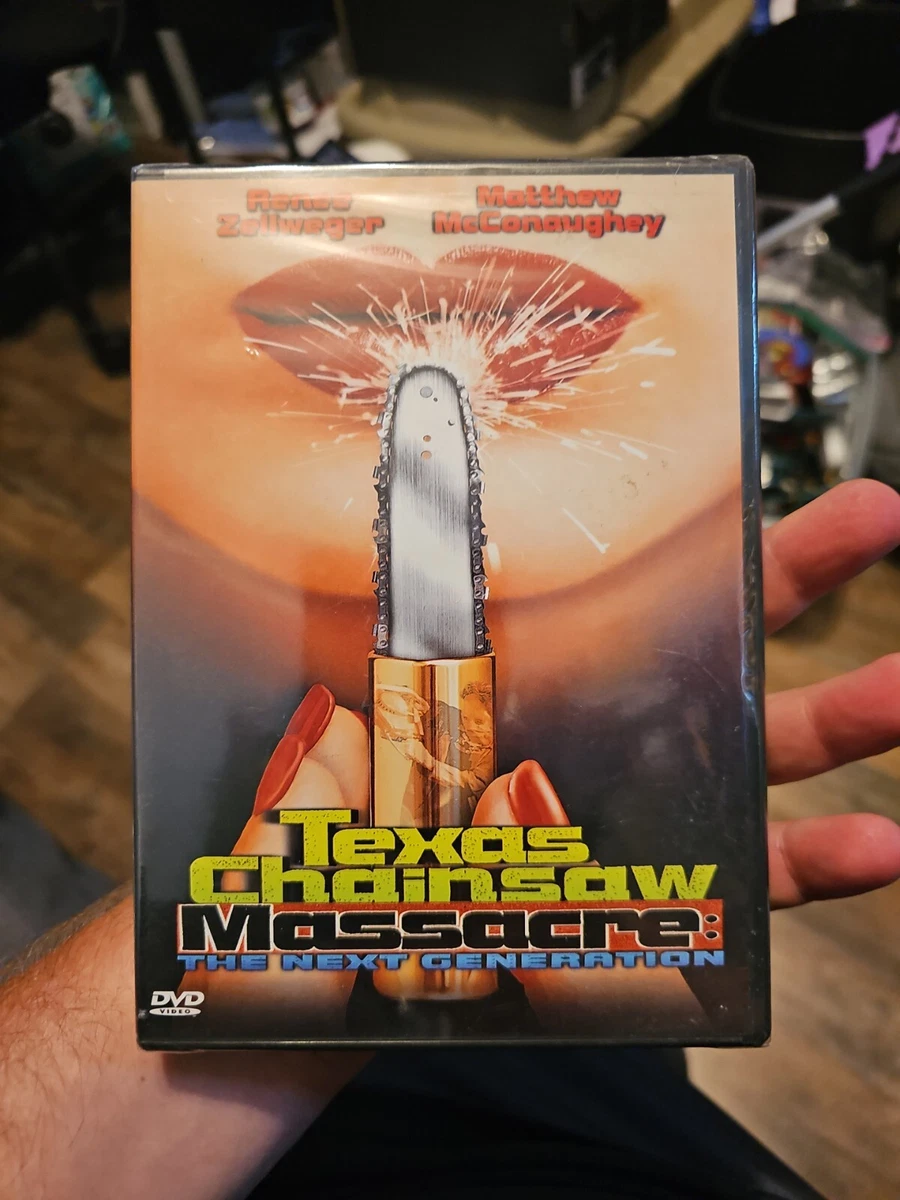 Renee
Zellweger
Matthew
McConaughey
Texas
Chainsaw
Massacre:
THE NEXT GENERATION
DVD
VIDEO